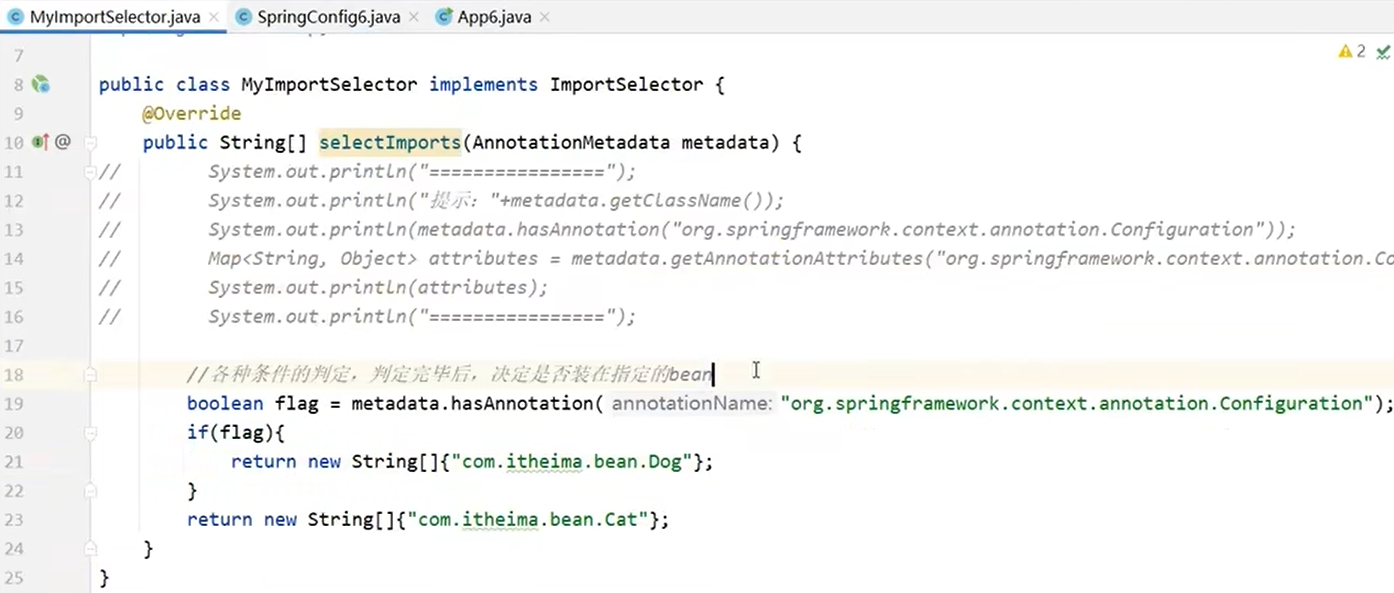 MyImportSelector.java × SpringConfig6.java × App6.java ×
7
2
8 public class MyImportSelector implements ImportSelector {
9 @Override
10 @ public String[] selectImports(AnnotationMetadata metadata) {
11 // System.out.println("================");
12 // System.out.println("提示："+metadata.getClassName());
13 // System.out.println(metadata.hasAnnotation("org.springframework.context.annotation.Configuration"));
14 // Map<String, Object> attributes = metadata.getAnnotationAttributes("org.springframework.context.annotation.Co
15 // System.out.println(attributes);
16 // System.out.println("================");
17
18 //各种条件的判定，判定完毕后，决定是否装在指定的bean
19 boolean flag = metadata.hasAnnotation( annotationName: "org.springframework.context.annotation.Configuration");
20 if(flag){
21 return new String[]{"com.itheima.bean.Dog"};
22 }
23 return new String[]{"com.itheima.bean.Cat"};
24 }
25 }